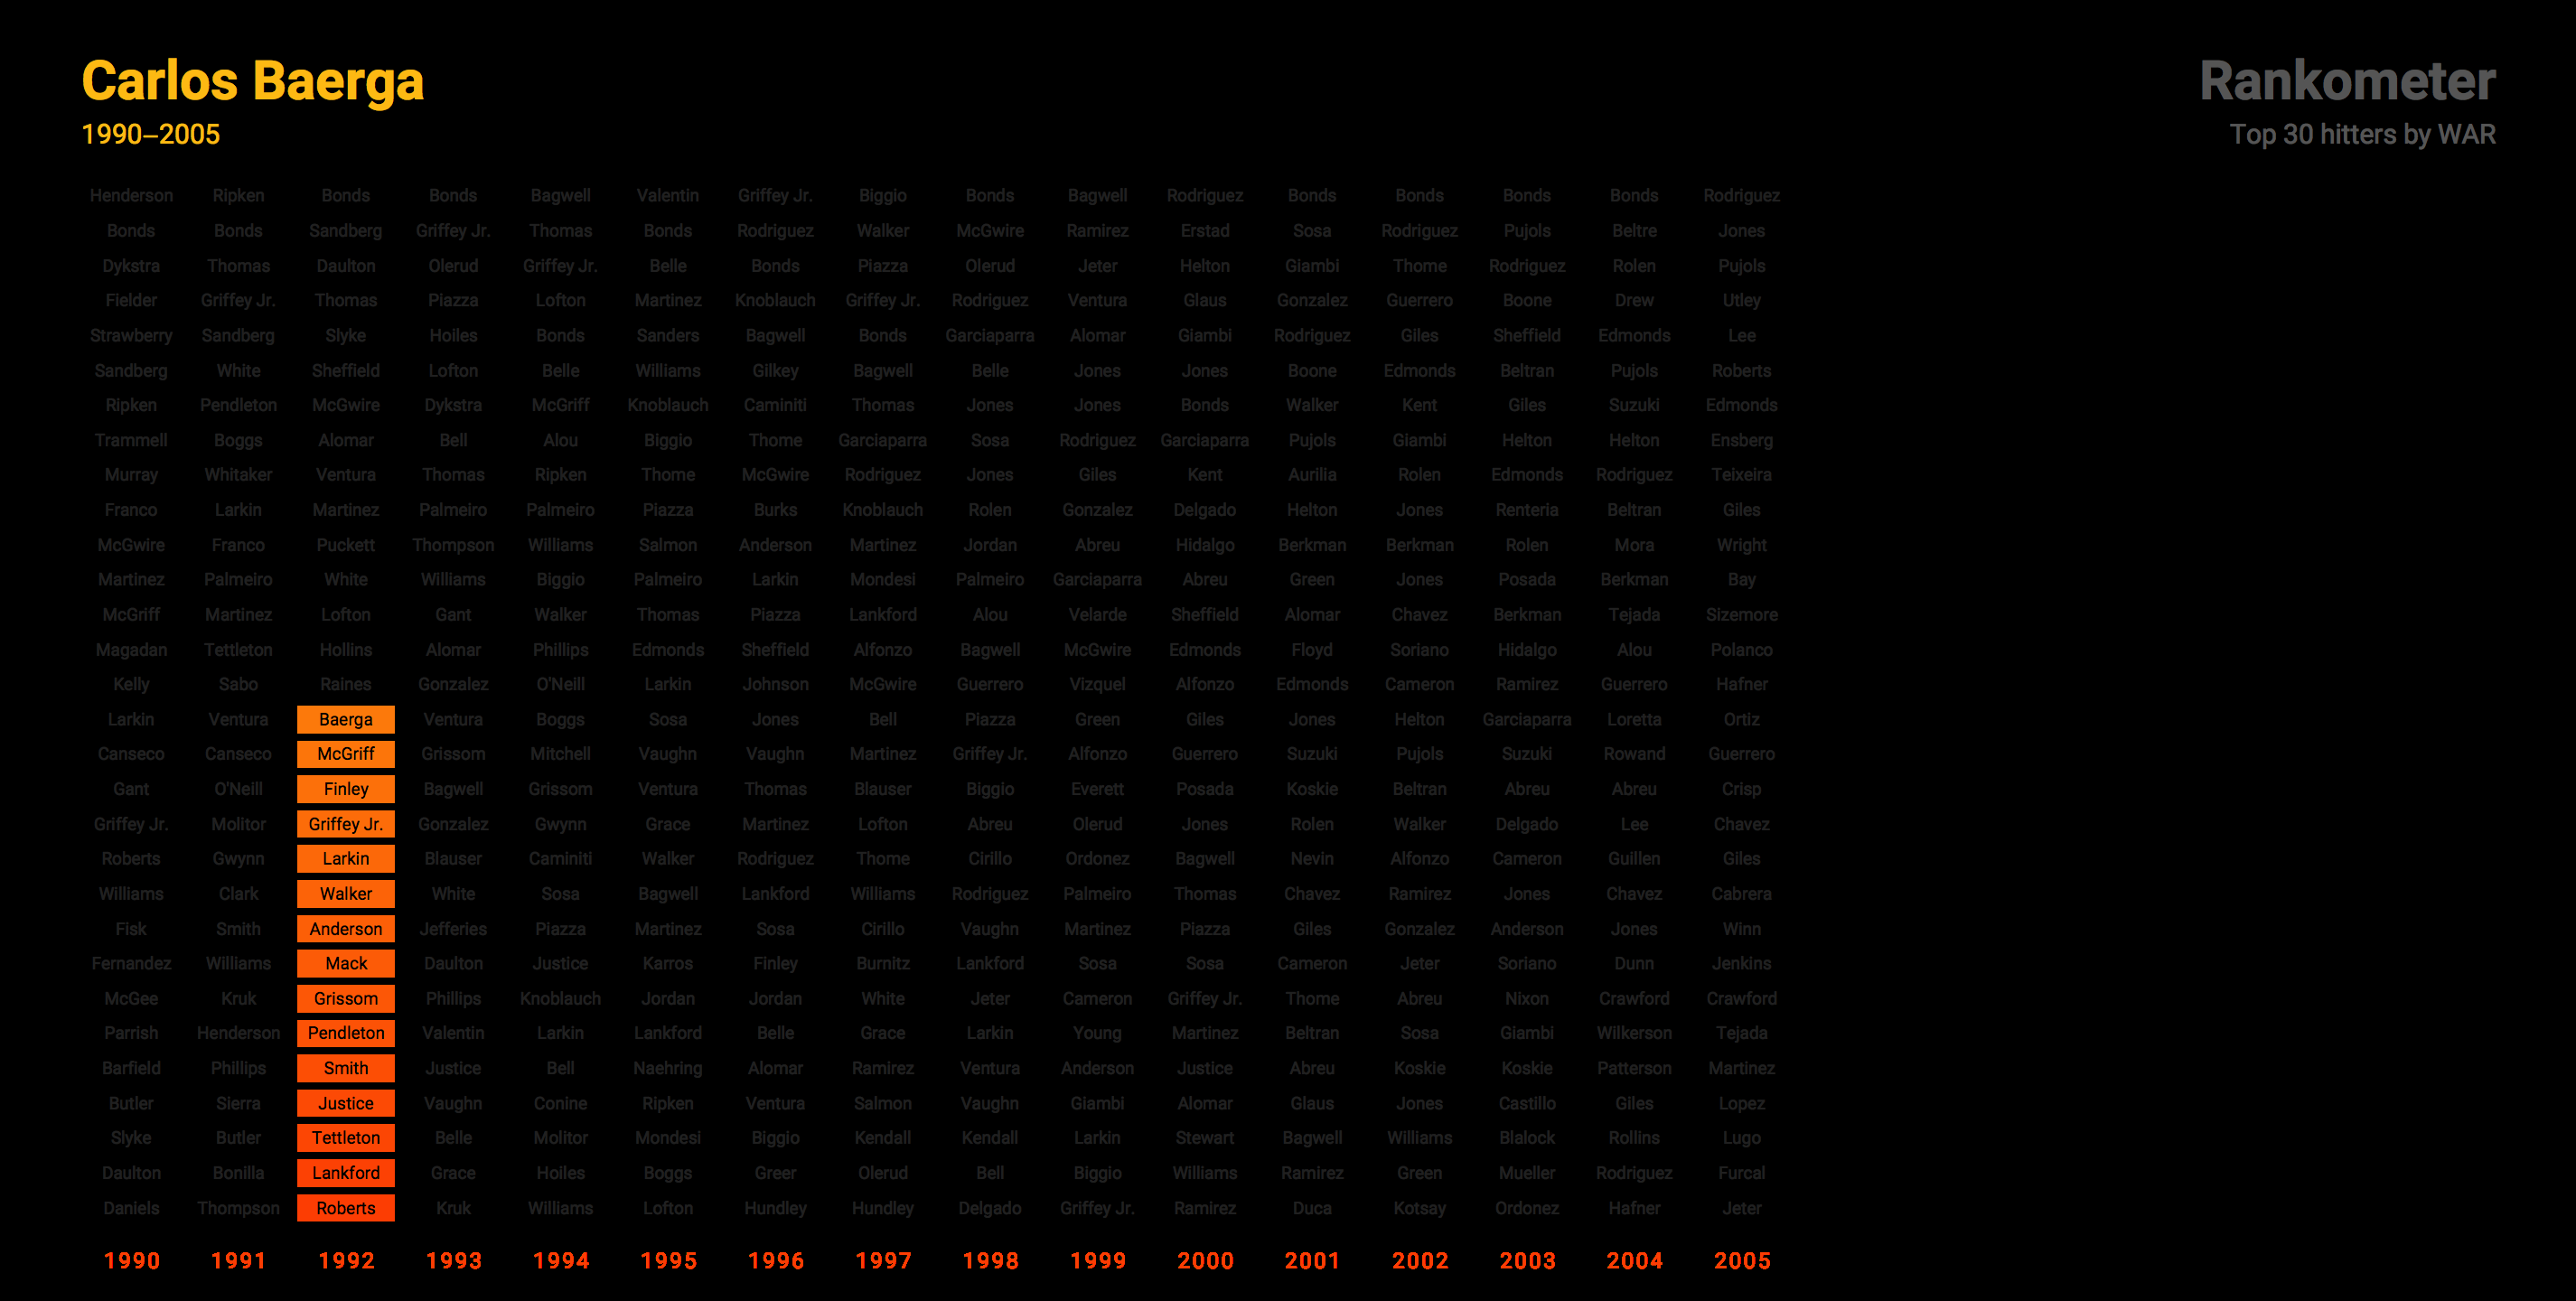 Carlos Baerga
1990–2005
Rankometer
Top 30 hitters by WAR
Henderson Ripken Bonds Bonds Bagwell Valentin Griffey Jr. Biggio Bonds Bagwell Rodriguez Bonds Bonds Bonds Bonds Rodriguez
Bonds Bonds Sandberg Griffey Jr. Thomas Bonds Rodriguez Walker McGwire Ramirez Erstad Sosa Rodriguez Pujols Beltre Jones
Dykstra Thomas Daulton Olerud Griffey Jr. Belle Bonds Piazza Olerud Jeter Helton Giambi Thome Rodriguez Rolen Pujols
Fielder Griffey Jr. Thomas Piazza Lofton Martinez Knoblauch Griffey Jr. Rodriguez Ventura Glaus Gonzalez Guerrero Boone Drew Utley
Strawberry Sandberg Slyke Hoiles Bonds Sanders Bagwell Bonds Garciaparra Alomar Giambi Rodriguez Giles Sheffield Edmonds Lee
Sandberg White Sheffield Lofton Belle Williams Gilkey Bagwell Belle Jones Jones Boone Edmonds Beltran Pujols Roberts
Ripken Pendleton McGwire Dykstra McGriff Knoblauch Caminiti Thomas Jones Jones Bonds Walker Kent Giles Suzuki Edmonds
Trammell Boggs Alomar Bell Alou Biggio Thome Garciaparra Sosa Rodriguez Garciaparra Pujols Giambi Helton Helton Ensberg
Murray Whitaker Ventura Thomas Ripken Thome McGwire Rodriguez Jones Giles Kent Aurilia Rolen Edmonds Rodriguez Teixeira
Franco Larkin Martinez Palmeiro Palmeiro Piazza Burks Knoblauch Rolen Gonzalez Delgado Helton Jones Renteria Beltran Giles
McGwire Franco Puckett Thompson Williams Salmon Anderson Martinez Jordan Abreu Hidalgo Berkman Berkman Rolen Mora Wright
Martinez Palmeiro White Williams Biggio Palmeiro Larkin Mondesi Palmeiro Garciaparra Abreu Green Jones Posada Berkman Bay
McGriff Martinez Lofton Gant Walker Thomas Piazza Lankford Alou Velarde Sheffield Alomar Chavez Berkman Tejada Sizemore
Magadan Tettleton Hollins Alomar Phillips Edmonds Sheffield Alfonzo Bagwell McGwire Edmonds Floyd Soriano Hidalgo Alou Polanco
Kelly Sabo Raines Gonzalez O'Neill Larkin Johnson McGwire Guerrero Vizquel Alfonzo Edmonds Cameron Ramirez Guerrero Hafner
Larkin Ventura Baerga Ventura Boggs Sosa Jones Bell Piazza Green Giles Jones Helton Garciaparra Loretta Ortiz
Canseco Canseco McGriff Grissom Mitchell Vaughn Vaughn Martinez Griffey Jr. Alfonzo Guerrero Suzuki Pujols Suzuki Rowand Guerrero
Gant O'Neill Finley Bagwell Grissom Ventura Thomas Blauser Biggio Everett Posada Koskie Beltran Abreu Abreu Crisp
Griffey Jr. Molitor Griffey Jr. Gonzalez Gwynn Grace Martinez Lofton Abreu Olerud Jones Rolen Walker Delgado Lee Chavez
Roberts Gwynn Larkin Blauser Caminiti Walker Rodriguez Thome Cirillo Ordonez Bagwell Nevin Alfonzo Cameron Guillen Giles
Williams Clark Walker White Sosa Bagwell Lankford Williams Rodriguez Palmeiro Thomas Chavez Ramirez Jones Chavez Cabrera
Fisk Smith Anderson Jefferies Piazza Martinez Sosa Cirillo Vaughn Martinez Piazza Giles Gonzalez Anderson Jones Winn
Fernandez Williams Mack Daulton Justice Karros Finley Burnitz Lankford Sosa Sosa Cameron Jeter Soriano Dunn Jenkins
McGee Kruk Grissom Phillips Knoblauch Jordan Jordan White Jeter Cameron Griffey Jr. Thome Abreu Nixon Crawford Crawford
Parrish Henderson Pendleton Valentin Larkin Lankford Belle Grace Larkin Young Martinez Beltran Sosa Giambi Wilkerson Tejada
Barfield Phillips Smith Justice Bell Naehring Alomar Ramirez Ventura Anderson Justice Abreu Koskie Koskie Patterson Martinez
Butler Sierra Justice Vaughn Conine Ripken Ventura Salmon Vaughn Giambi Alomar Glaus Jones Castillo Giles Lopez
Slyke Butler Tettleton Belle Molitor Mondesi Biggio Kendall Kendall Larkin Stewart Bagwell Williams Blalock Rollins Lugo
Daulton Bonilla Lankford Grace Hoiles Boggs Greer Olerud Bell Biggio Williams Ramirez Green Mueller Rodriguez Furcal
Daniels Thompson Roberts Kruk Williams Lofton Hundley Hundley Delgado Griffey Jr. Ramirez Duca Kotsay Ordonez Hafner Jeter
1990 1991 1992 1993 1994 1995 1996 1997 1998 1999 2000 2001 2002 2003 2004 2005